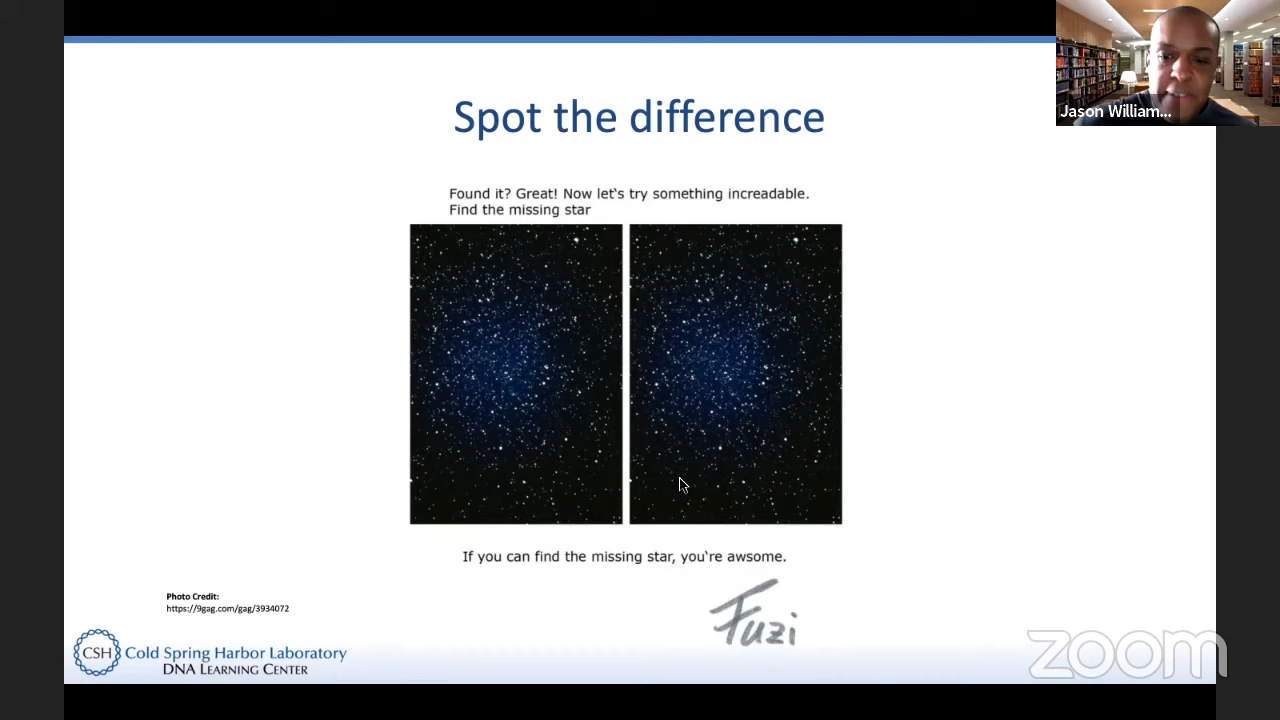 Jason William...
Spot the difference
Found it? Great! Now let's try something increadable.
Find the missing star
If you can find the missing star, you're awsome.
Fuzi
Photo Credit:
https://9gag.com/gag/3934072
CSH Cold Spring Harbor Laboratory
DNA LEARNING CENTER
zoom